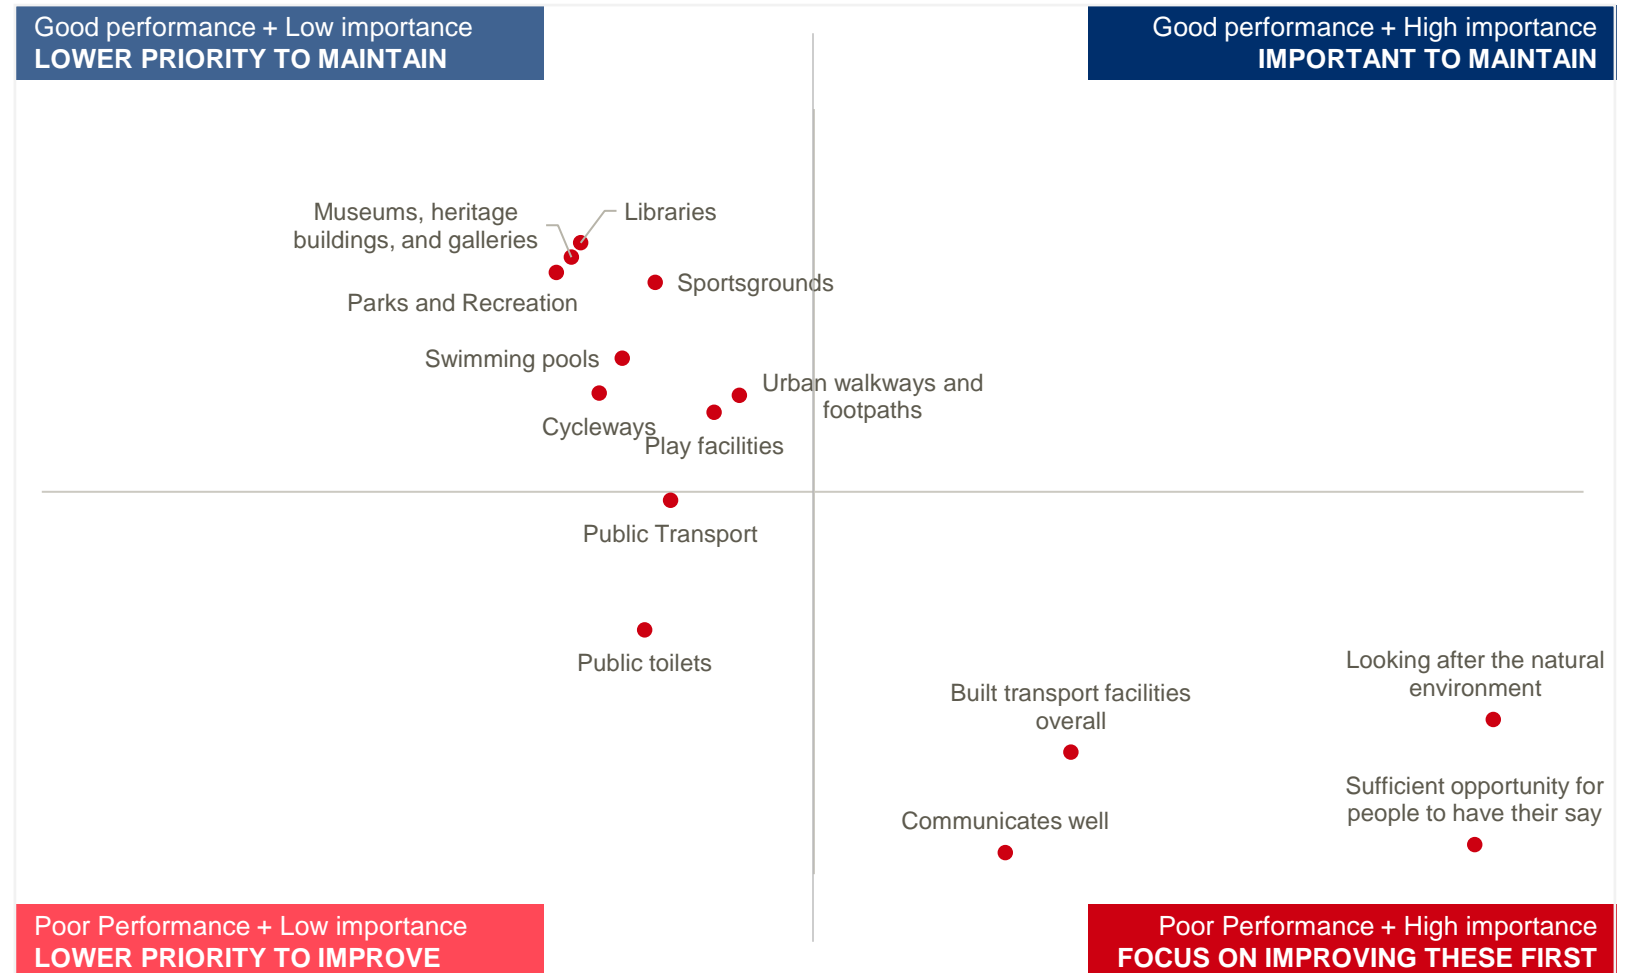 Good performance + Low importance
LOWER PRIORITY TO MAINTAIN
Good performance + High importance
IMPORTANT TO MAINTAIN
Museums, heritage
buildings, and galleries
Libraries
Parks and Recreation
Sportsgrounds
Swimming pools
Cycleways
Urban walkways and
footpaths
Play facilities
Public Transport
Public toilets
Built transport facilities
overall
Looking after the natural
environment
Communicates well
Sufficient opportunity for
people to have their say
Poor Performance + Low importance
LOWER PRIORITY TO IMPROVE
Poor Performance + High importance
FOCUS ON IMPROVING THESE FIRST